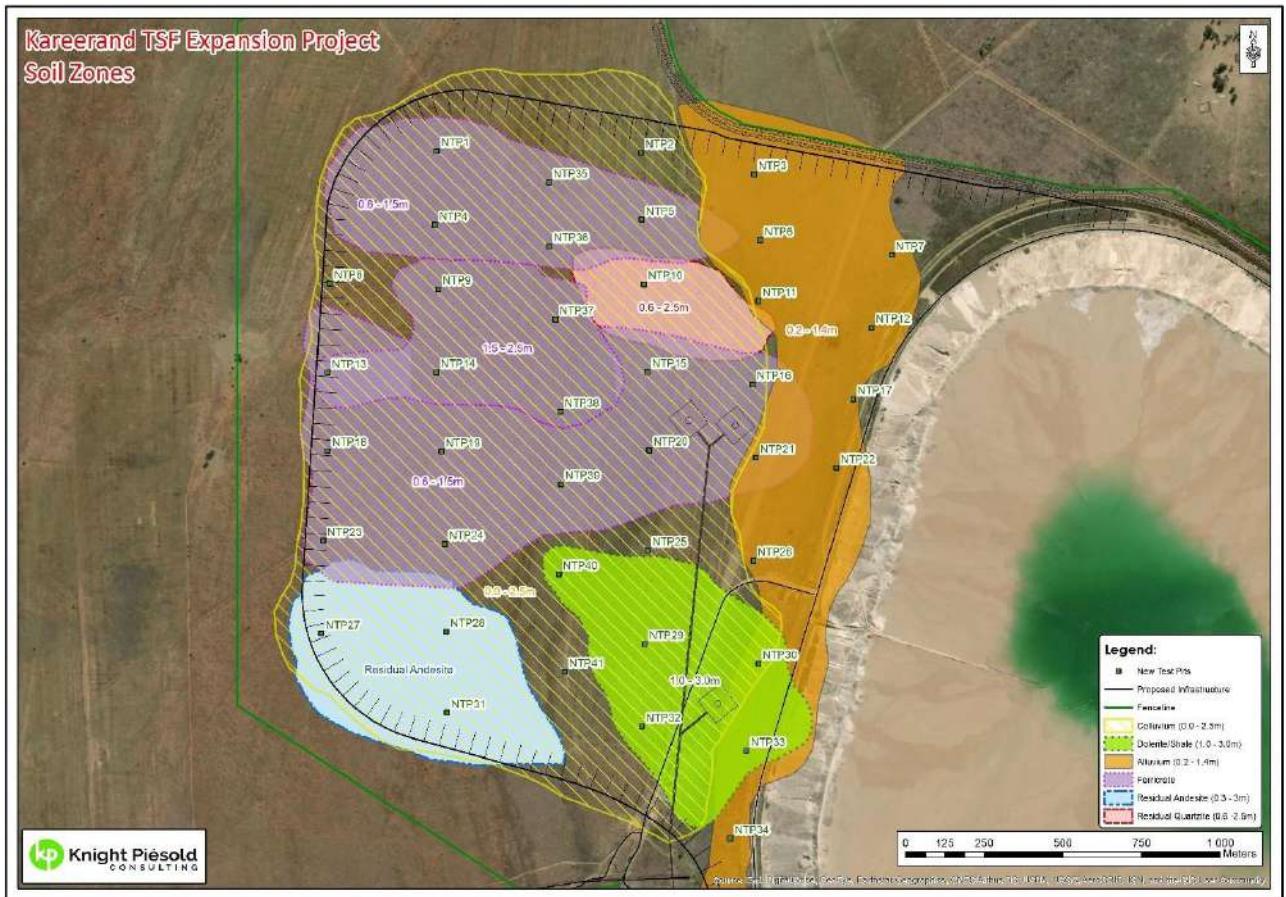 Kareerand TSF Expansion Project
Soil Zones
N
NTP1
NTP2
NTP3
NTP35
0.6 - 1.5m
NTP4
NTP5
NTP36
NTP6
NTP7
NTP8
NTP9
NTP10
0.6 - 2.5m
NTP11
NTP37
0.2 - 1.4m
NTP12
1.5 - 2.5m
NTP13
NTP14
NTP15
NTP16
NTP17
NTP38
NTP18
NTP19
NTP20
NTP21
NTP22
0.6 - 1.5m
NTP39
NTP23
NTP24
NTP25
NTP26
NTP40
0.0 - 2.5m
NTP27
NTP28
NTP29
NTP30
Residual Andesite
NTP41
1.0 - 3.0m
NTP31
NTP32
NTP33
NTP34
Legend:
New Test Pits
Proposed Infrastructure
Fenceline
Colluvium (0.0 - 2.5m)
Dolerite/Shale (1.0 - 3.0m)
Alluvium (0.2 - 1.4m)
Ferricrete
Residual Andesite (0.3 - 3m)
Residual Quartzite (0.6 - 2.5m)
kp Knight Piésold
CONSULTING
0 125 250 500 750 1 000
Meters